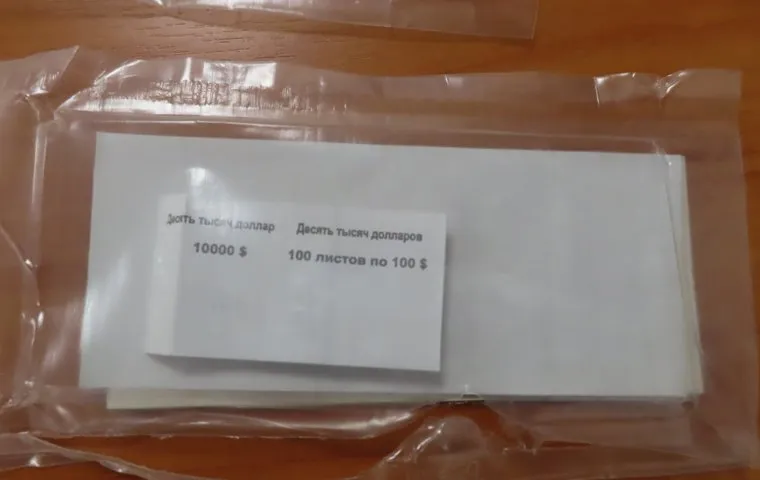 Десять тысяч доллар
10000 $
Десять тысяч долларов
100 листов по 100 $